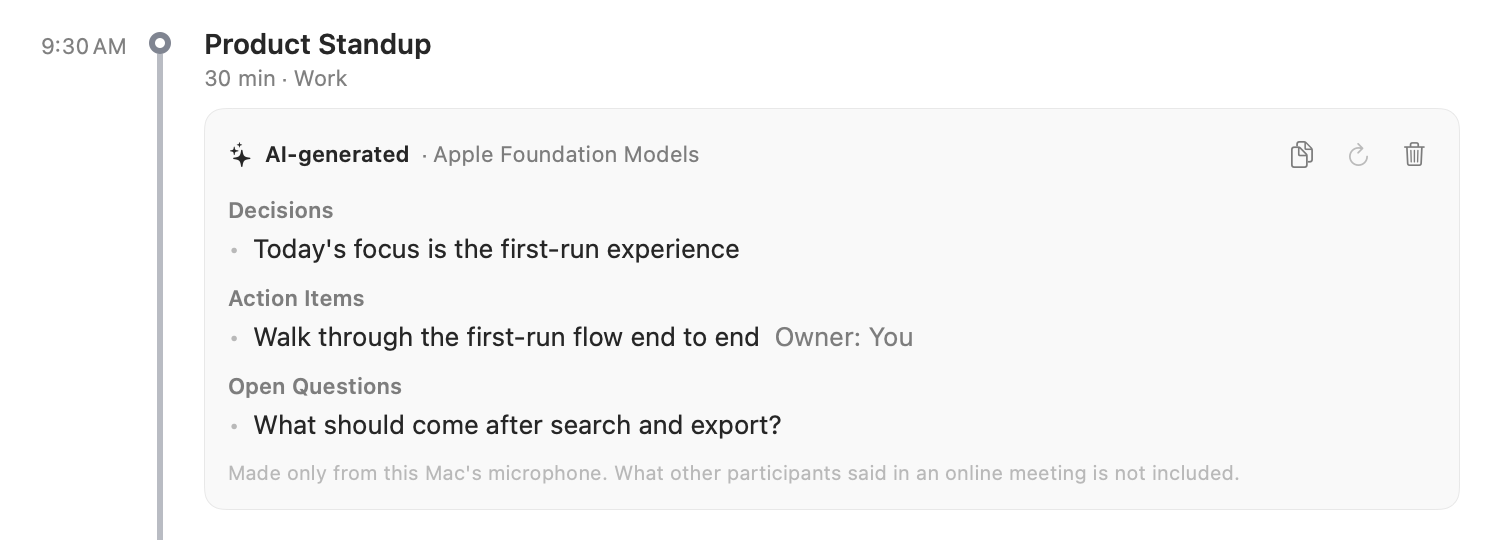 9:30 AM
Product Standup
30 min · Work
AI-generated · Apple Foundation Models
Decisions
• Today's focus is the first-run experience
Action Items
• Walk through the first-run flow end to end Owner: You
Open Questions
• What should come after search and export?
Made only from this Mac's microphone. What other participants said in an online meeting is not included.